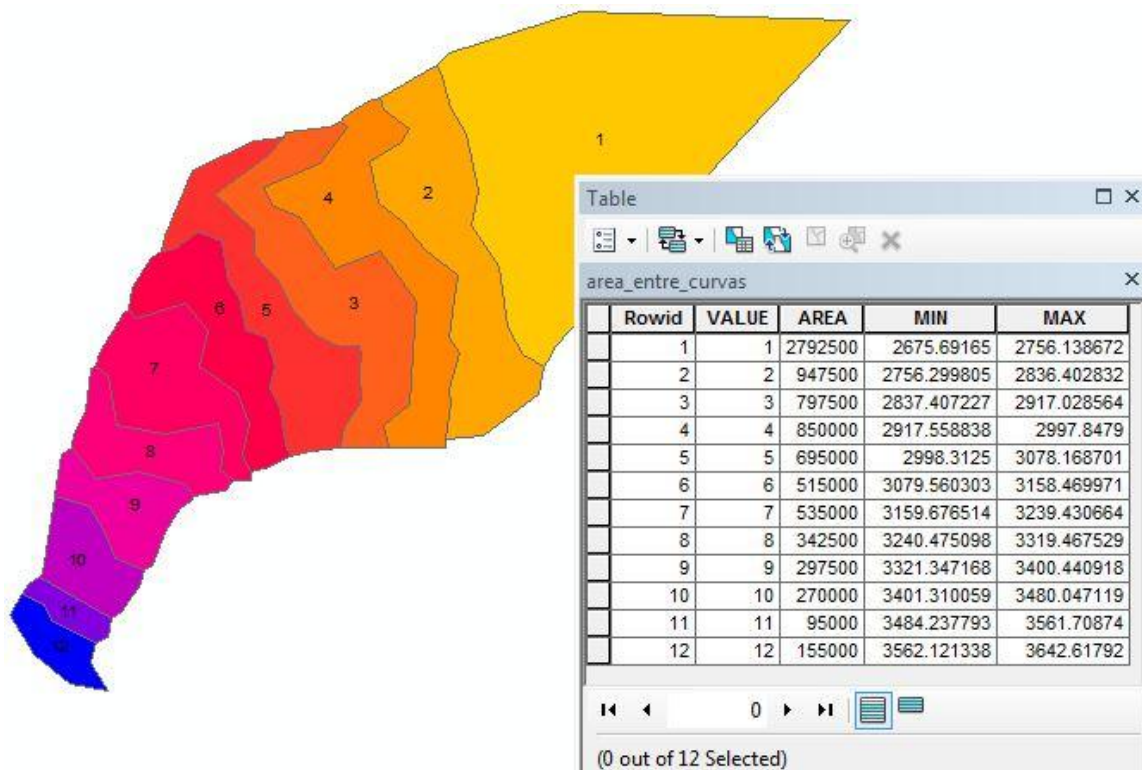 1
2
4
3
5
6
7
8
9
10
11
12
Table
area_entre_curvas
Rowid VALUE AREA MIN MAX
1 1 2792500 2675.69165 2756.138672
2 2 947500 2756.299805 2836.402832
3 3 797500 2837.407227 2917.028564
4 4 850000 2917.558838 2997.8479
5 5 695000 2998.3125 3078.168701
6 6 515000 3079.560303 3158.469971
7 7 535000 3159.676514 3239.430664
8 8 342500 3240.475098 3319.467529
9 9 297500 3321.347168 3400.440918
10 10 270000 3401.310059 3480.047119
11 11 95000 3484.237793 3561.70874
12 12 155000 3562.121338 3642.61792
0
(0 out of 12 Selected)